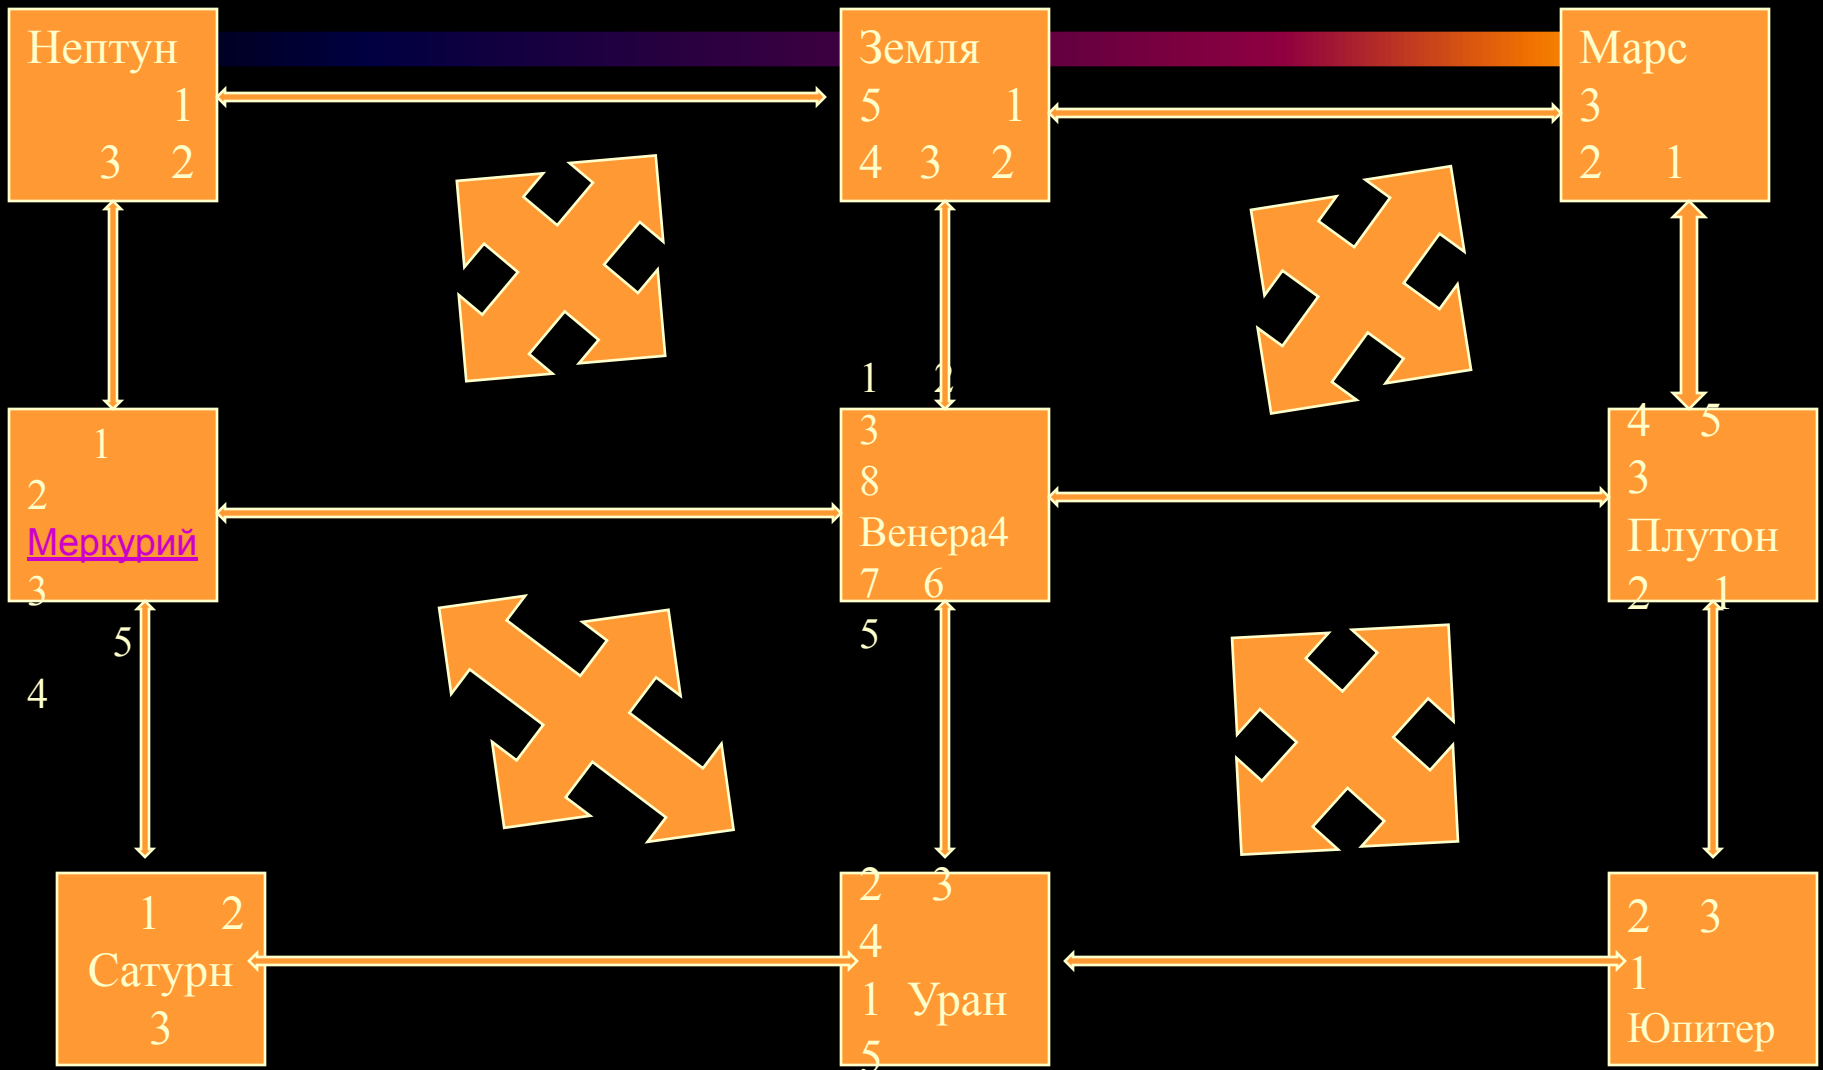 Нептун
1
3 2
Земля
5 1
4 3 2
Марс
3
2 1
1
2
Меркурий
3
5
4
1 2
3
8
Венера4
7 6
5
4 5
3
Плутон
2 1
1 2
Сатурн
3
2 3
4
1 Уран
5
2 3
1
Юпитер